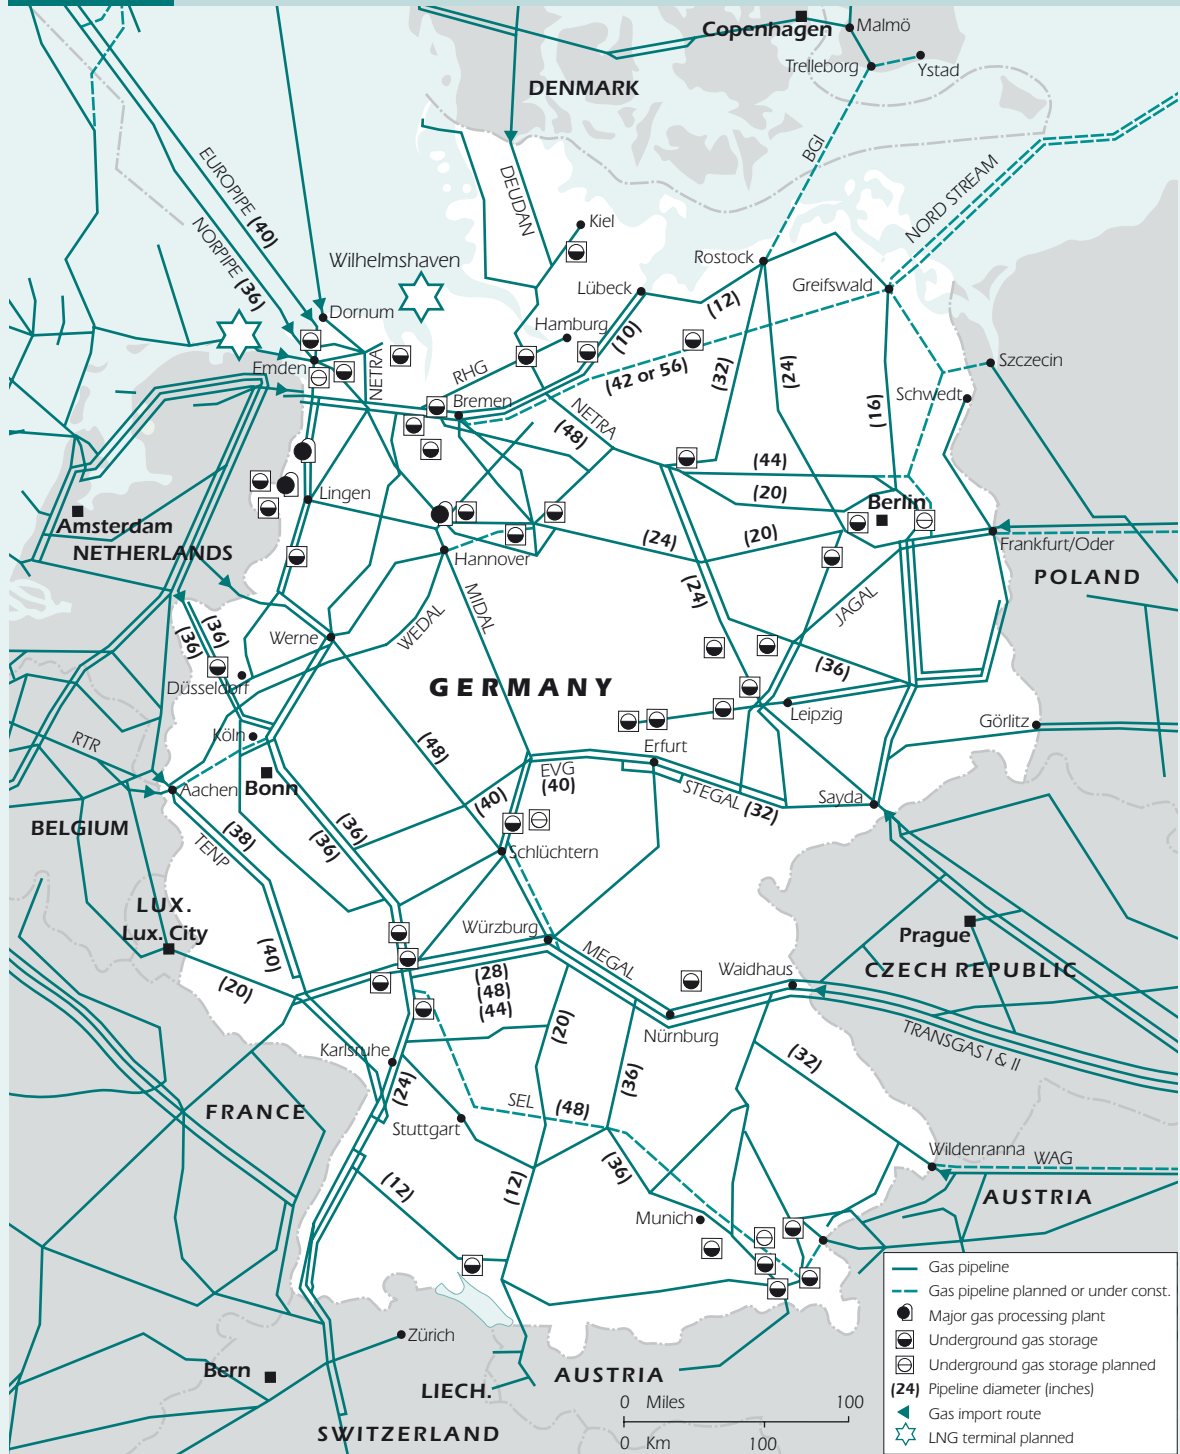 Copenhagen
Malmö
Trelleborg
Ystad
DENMARK
BGI
EUROPIPE (40)
DEUDAN
NORD STREAM
NORPIPE (36)
Kiel
Wilhelmshaven
Rostock
Lübeck
Greifswald
Dornum
(12)
Hamburg
(10)
Emden
NETRA
RHG
(42 or 56)
(32)
(24)
Szczecin
Schwedt
Bremen
NETRA
(48)
(16)
(44)
Lingen
(20)
Berlin
Amsterdam
NETHERLANDS
Hannover
(24)
(20)
Frankfurt/Oder
POLAND
(24)
MIDAL
WEDAL
JAGAL
(36)
(36)
Werne
(36)
Düsseldorf
GERMANY
Leipzig
Görlitz
Köln
RTR
(48)
Erfurt
EVG
(40)
STEGAL (32)
Sayda
Aachen
Bonn
(40)
BELGIUM
(38)
TENP
(36)
(36)
Schlüchtern
LUX.
Lux. City
Würzburg
Prague
(40)
MEGAL
Waidhaus
CZECH REPUBLIC
(20)
(28)
(48)
(44)
(20)
Nürnburg
TRANSGAS I & II
Karlsruhe
(24)
(36)
(32)
FRANCE
SEL
(48)
Stuttgart
Wildenranna
WAG
(12)
(12)
(36)
AUSTRIA
Munich
Zürich
Bern
AUSTRIA
LIECH.
SWITZERLAND
0 Miles 100
0 Km 100
Gas pipeline
Gas pipeline planned or under const.
Major gas processing plant
Underground gas storage
Underground gas storage planned
(24) Pipeline diameter (inches)
Gas import route
LNG terminal planned